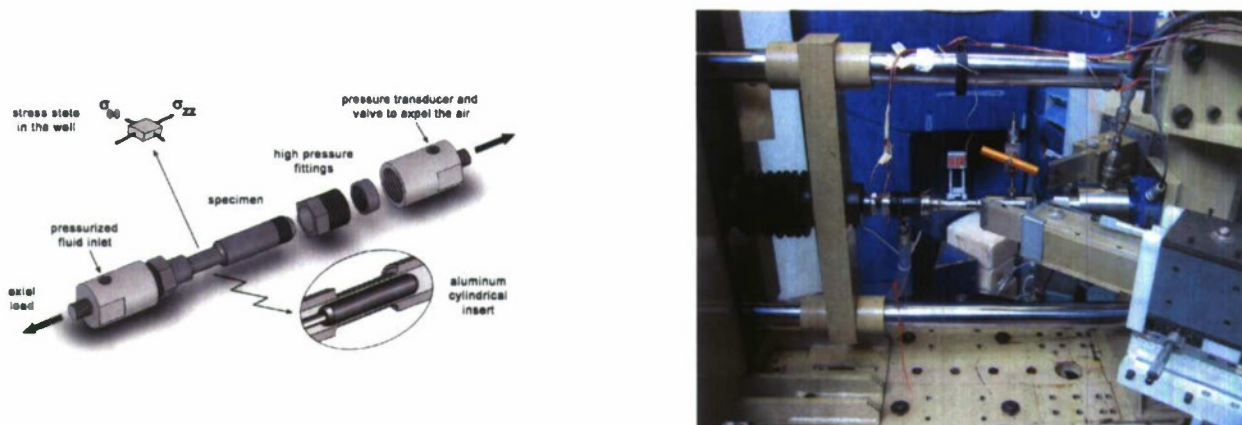 σθθ
σzz
stress state
in the wall
pressure transducer and
valve to expel the air
high pressure
fittings
specimen
pressurized
fluid inlet
axial
load
aluminum
cylindrical
insert